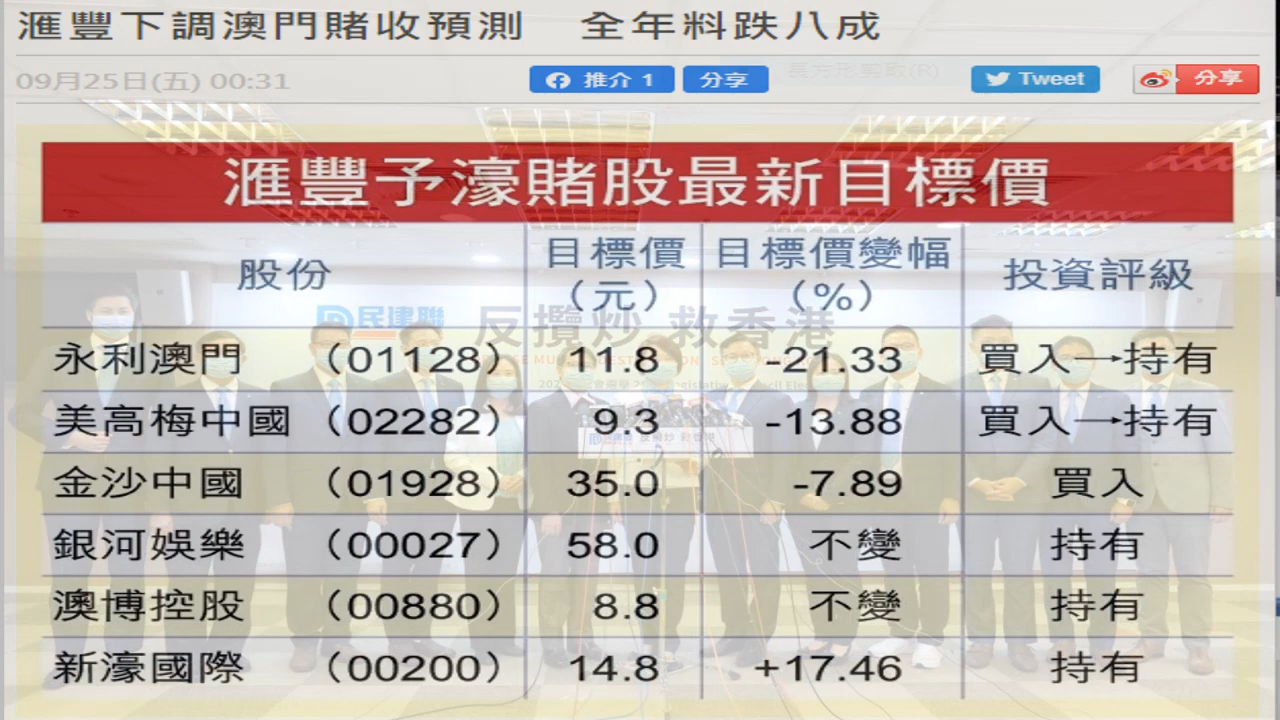 滙豐下調澳門賭收預測 全年料跌八成
09月25日(五) 00:31
推介 1 分享 Tweet 分享
長方形剪取(R)
滙豐予濠賭股最新目標價
股份 目標價(元) 目標價變幅(%) 投資評級
民建聯 反攬炒 救香港
永利澳門 (01128) 11.8 -21.33 買入→持有
美高梅中國 (02282) 9.3 -13.88 買入→持有
金沙中國 (01928) 35.0 -7.89 買入
銀河娛樂 (00027) 58.0 不變 持有
澳博控股 (00880) 8.8 不變 持有
新濠國際 (00200) 14.8 +17.46 持有